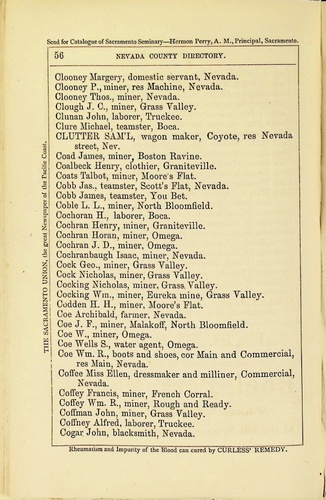 Send for Catalogue of Sacramento Seminary—Hermon Perry, A. M., Principal, Sacramento.
56 NEVADA COUNTY DIRECTORY.
Clooney Margery, domestic servant, Nevada.
Clooney P., miner, res Machine, Nevada.
Clooney Thos., miner, Nevada.
Clough J. C., miner, Grass Valley.
Clunan John, laborer, Truckee.
Clure Michael, teamster, Boca.
CLUTTER SAM'L, wagon maker, Coyote, res Nevada
street, Nev.
Coad James, miner, Boston Ravine.
Coalbeck Henry, clothier, Graniteville.
Coats Talbot, miner, Moore's Flat.
Cobb Jas., teamster, Scott's Flat, Nevada.
Cobb James, teamster, You Bet.
Coble L. L., miner, North Bloomfield.
Cochoran H., laborer, Boca.
Cochran Henry, miner, Graniteville.
Cochran Horan, miner, Omega.
Cochran J. D., miner, Omega.
Cochranbaugh Isaac, miner, Nevada.
Cock Geo., miner, Grass Valley.
Cock Nicholas, miner, Grass Valley.
Cocking Nicholas, miner, Grass Valley.
Cocking Wm., miner, Eureka mine, Grass Valley.
Codden H. H., miner, Moore's Flat.
Coe Archibald, farmer, Nevada.
Coe J. F., miner, Malakoff, North Bloomfield.
Coe W., miner, Omega.
Coe Wells S., water agent, Omega.
Coe Wm. R., boots and shoes, cor Main and Commercial,
res Main, Nevada.
Coffee Miss Ellen, dressmaker and milliner, Commercial,
Nevada.
Coffey Francis, miner, French Corral.
Coffey Wm. R., miner, Rough and Ready.
Coffman John, miner, Grass Valley.
Coffney Alfred, laborer, Truckee.
Cogar John, blacksmith, Nevada.
Rheumatism and Impurity of the Blood can cured by CURLESS' REMEDY.
THE SACRAMENTO UNION, the great Newspaper of the Pacific Coast.